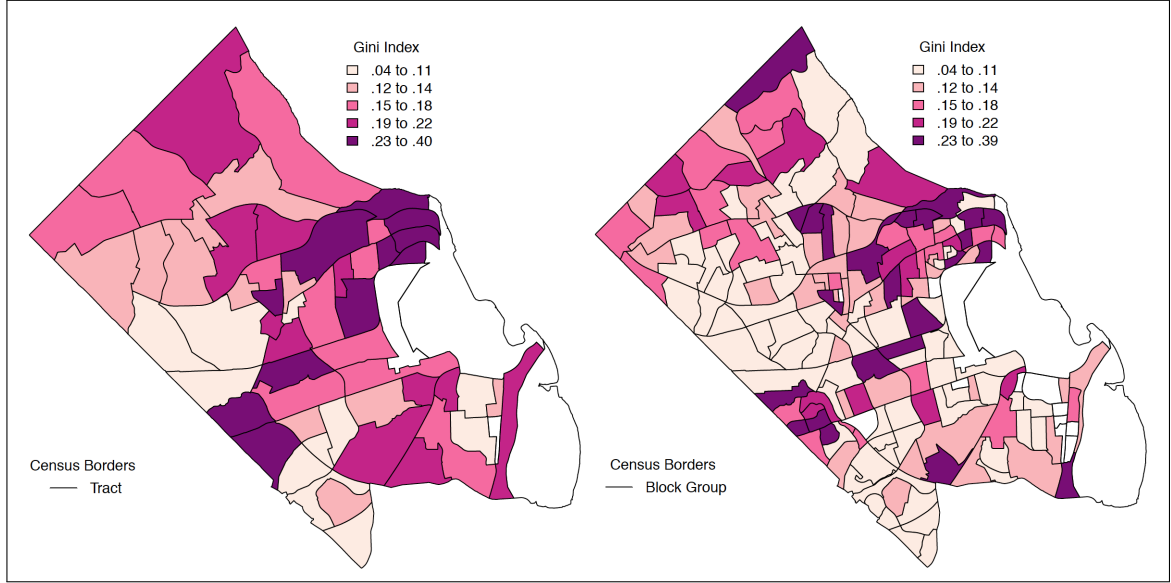 Gini Index
.04 to .11
.12 to .14
.15 to .18
.19 to .22
.23 to .40
Census Borders
Tract
Gini Index
.04 to .11
.12 to .14
.15 to .18
.19 to .22
.23 to .39
Census Borders
Block Group